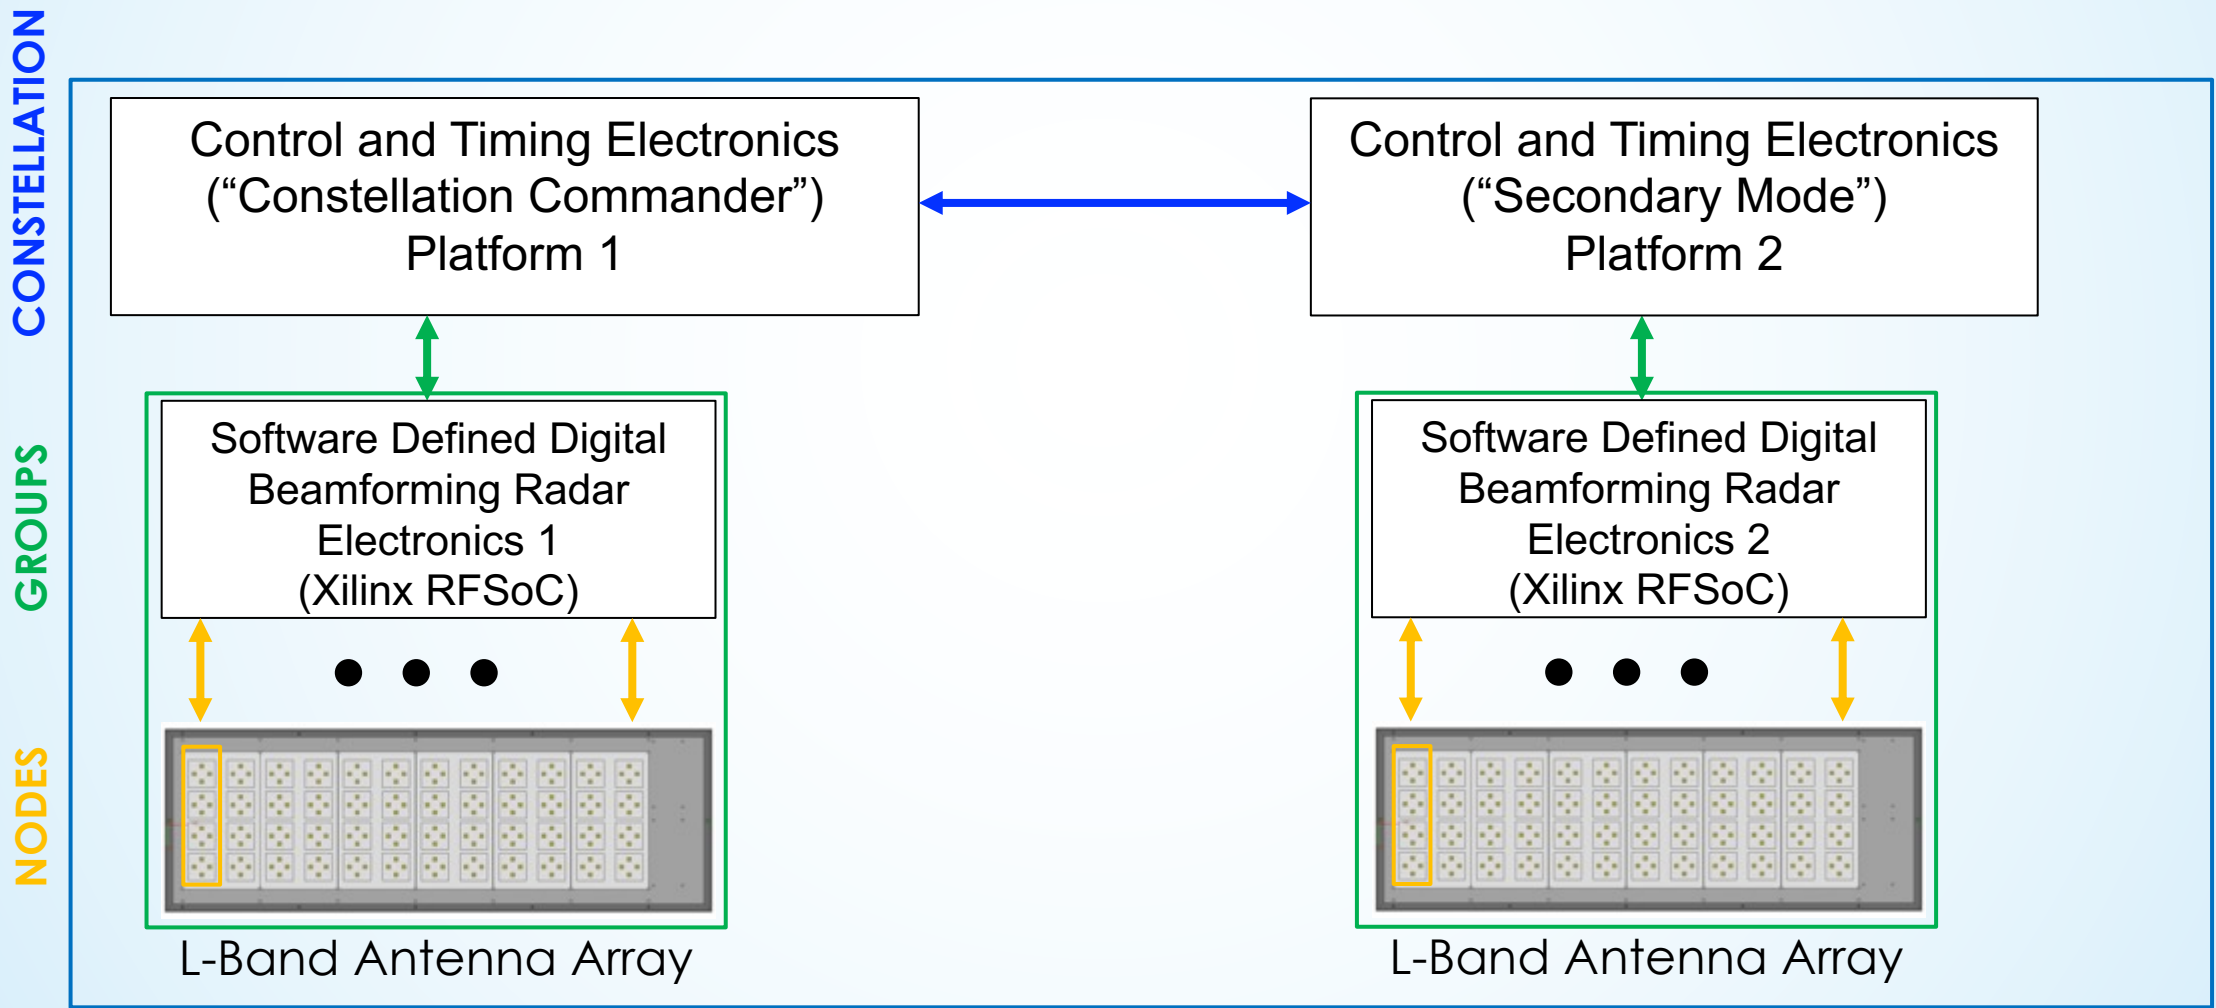 CONSTELLATION
GROUPS
NODES
Control and Timing Electronics
(“Constellation Commander”)
Platform 1
Control and Timing Electronics
(“Secondary Mode”)
Platform 2
Software Defined Digital
Beamforming Radar
Electronics 1
(Xilinx RFSoC)
Software Defined Digital
Beamforming Radar
Electronics 2
(Xilinx RFSoC)
L-Band Antenna Array
L-Band Antenna Array